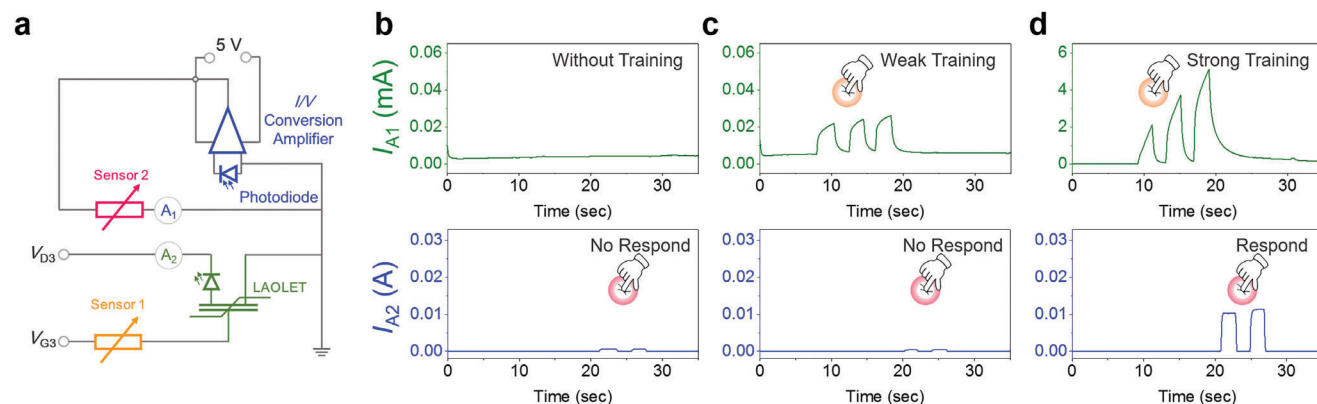 a
5 V
I/V
Conversion
Amplifier
Photodiode
Sensor 2
A1
VD3
A2
LAOLET
Sensor 1
VG3
b
IA1 (mA)
0.06
0.04
0.02
0.00
Without Training
0
10
20
30
Time (sec)
IA2 (A)
0.03
0.02
0.01
0.00
No Respond
0
10
20
30
Time (sec)
c
0.06
0.04
0.02
0.00
Weak Training
0
10
20
30
Time (sec)
0.03
0.02
0.01
0.00
No Respond
0
10
20
30
Time (sec)
d
6
4
2
0
Strong Training
0
10
20
30
Time (sec)
0.03
0.02
0.01
0.00
Respond
0
10
20
30
Time (sec)